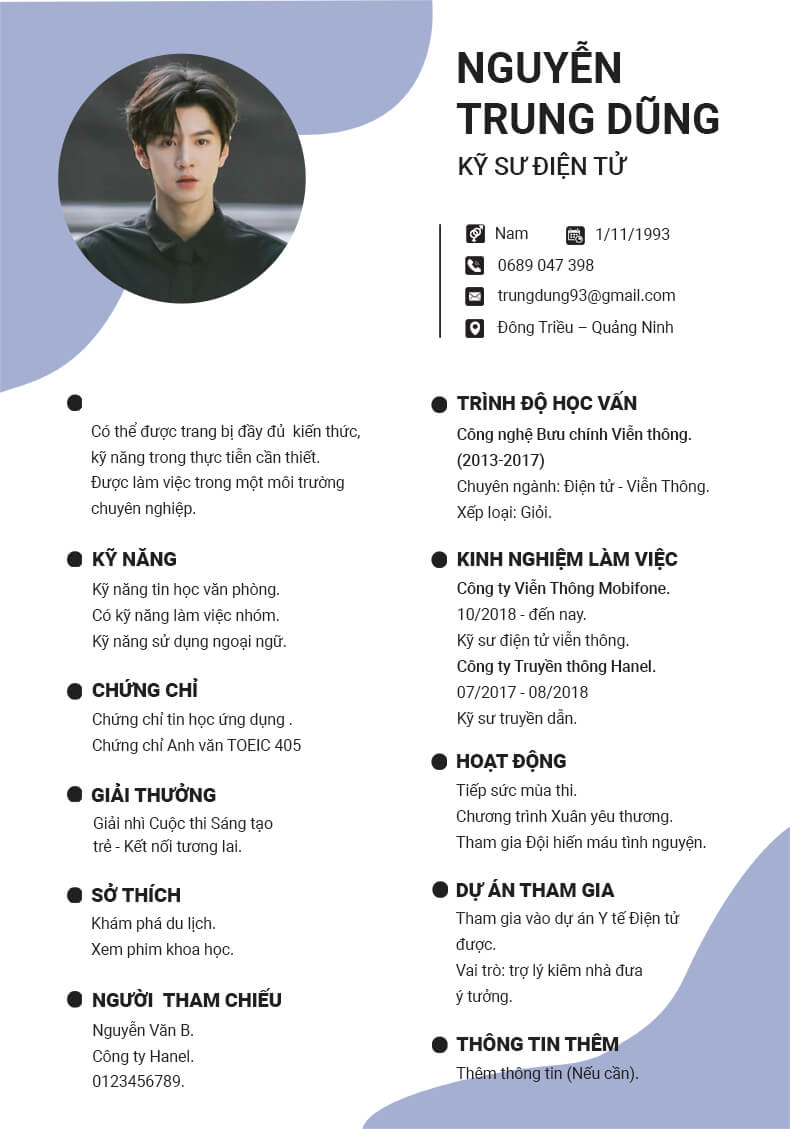 NGUYỄN
TRUNG DŨNG
KỸ SƯ ĐIỆN TỬ
Nam 1/11/1993
0689 047 398
trungdung93@gmail.com
Đông Triều – Quảng Ninh
Có thể được trang bị đầy đủ kiến thức,
kỹ năng trong thực tiễn cần thiết.
Được làm việc trong một môi trường
chuyên nghiệp.
KỸ NĂNG
Kỹ năng tin học văn phòng.
Có kỹ năng làm việc nhóm.
Kỹ năng sử dụng ngoại ngữ.
CHỨNG CHỈ
Chứng chỉ tin học ứng dụng .
Chứng chỉ Anh văn TOEIC 405
GIẢI THƯỞNG
Giải nhì Cuộc thi Sáng tạo
trẻ - Kết nối tương lai.
SỞ THÍCH
Khám phá du lịch.
Xem phim khoa học.
NGƯỜI THAM CHIẾU
Nguyễn Văn B.
Công ty Hanel.
0123456789.
TRÌNH ĐỘ HỌC VẤN
Công nghệ Bưu chính Viễn thông.
(2013-2017)
Chuyên ngành: Điện tử - Viễn Thông.
Xếp loại: Giỏi.
KINH NGHIỆM LÀM VIỆC
Công ty Viễn Thông Mobifone.
10/2018 - đến nay.
Kỹ sư điện tử viễn thông.
Công ty Truyền thông Hanel.
07/2017 - 08/2018
Kỹ sư truyền dẫn.
HOẠT ĐỘNG
Tiếp sức mùa thi.
Chương trình Xuân yêu thương.
Tham gia Đội hiến máu tình nguyện.
DỰ ÁN THAM GIA
Tham gia vào dự án Y tế Điện tử
được.
Vai trò: trợ lý kiêm nhà đưa
ý tưởng.
THÔNG TIN THÊM
Thêm thông tin (Nếu cần).